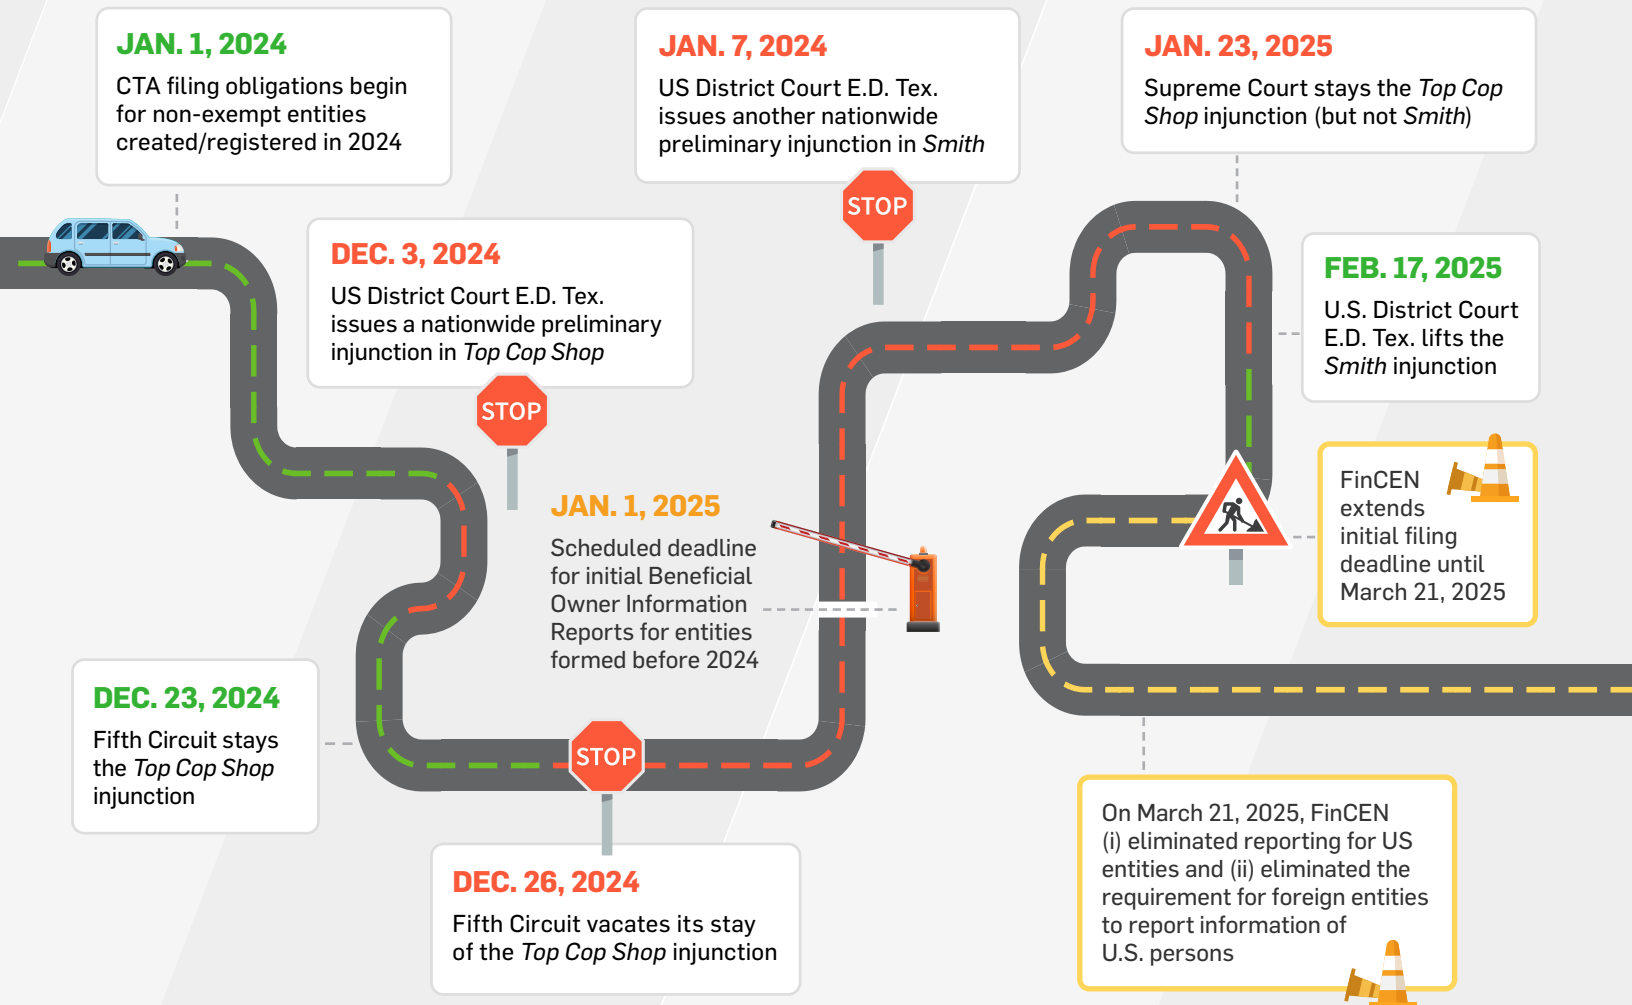 JAN. 1, 2024
CTA filing obligations begin
for non-exempt entities
created/registered in 2024
DEC. 3, 2024
US District Court E.D. Tex.
issues a nationwide preliminary
injunction in Top Cop Shop
STOP
DEC. 23, 2024
Fifth Circuit stays
the Top Cop Shop
injunction
STOP
DEC. 26, 2024
Fifth Circuit vacates its stay
of the Top Cop Shop injunction
JAN. 1, 2025
Scheduled deadline
for initial Beneficial
Owner Information
Reports for entities
formed before 2024
JAN. 7, 2024
US District Court E.D. Tex.
issues another nationwide
preliminary injunction in Smith
STOP
JAN. 23, 2025
Supreme Court stays the Top Cop
Shop injunction (but not Smith)
FEB. 17, 2025
U.S. District Court
E.D. Tex. lifts the
Smith injunction
FinCEN
extends
initial filing
deadline until
March 21, 2025
On March 21, 2025, FinCEN
(i) eliminated reporting for US
entities and (ii) eliminated the
requirement for foreign entities
to report information of
U.S. persons